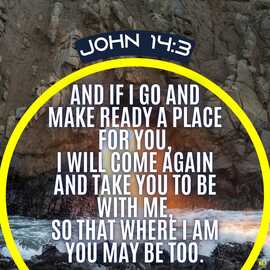 JOHN 14:3
AND IF I GO AND
MAKE READY A PLACE
FOR YOU,
I WILL COME AGAIN
AND TAKE YOU TO BE
WITH ME,
SO THAT WHERE I AM
YOU MAY BE TOO.